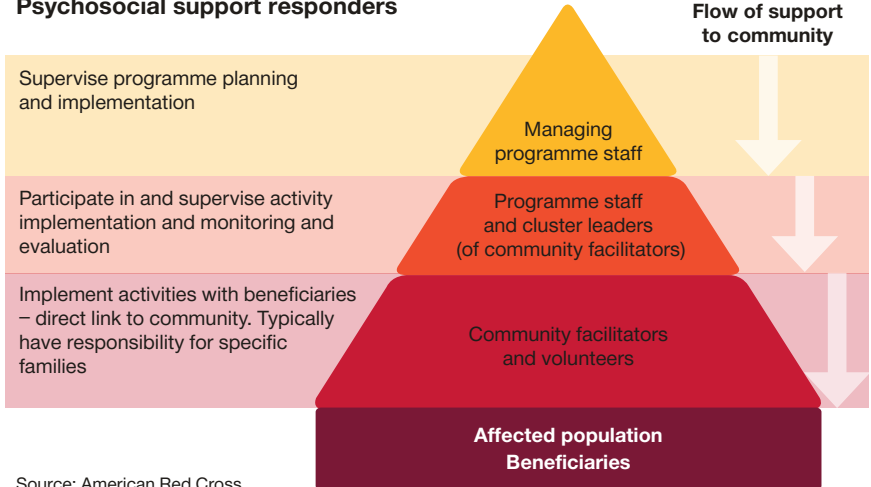 Psychosocial support responders
Flow of support
to community
Supervise programme planning
and implementation
Managing
programme staff
Participate in and supervise activity
implementation and monitoring and
evaluation
Programme staff
and cluster leaders
(of community facilitators)
Implement activities with beneficiaries
– direct link to community. Typically
have responsibility for specific
families
Community facilitators
and volunteers
Affected population
Beneficiaries
Source: American Red Cross